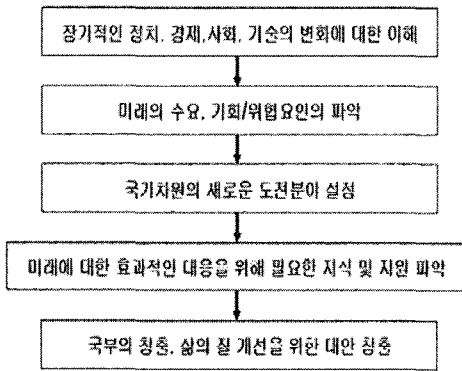 장기적인 정치, 경제,사회, 기술의 변화에 대한 이해
미래의 수요, 기회/위협요인의 파악
국가차원의 새로운 도전분야 설정
미래에 대한 효과적인 대응을 위해 필요한 지식 및 자원 파악
국부의 창출, 삶의 질 개선을 위한 대안 창출